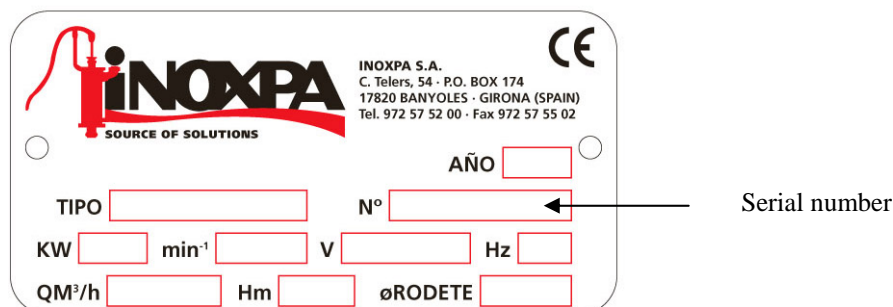 iNOXPA
SOURCE OF SOLUTIONS
INOXPA S.A.
C. Telers, 54 · P.O. BOX 174
17820 BANYOLES · GIRONA (SPAIN)
Tel. 972 57 52 00 · Fax 972 57 55 02
CE
AÑO
TIPO Nº Serial number
KW min⁻¹ V Hz
QM³/h Hm øRODETE